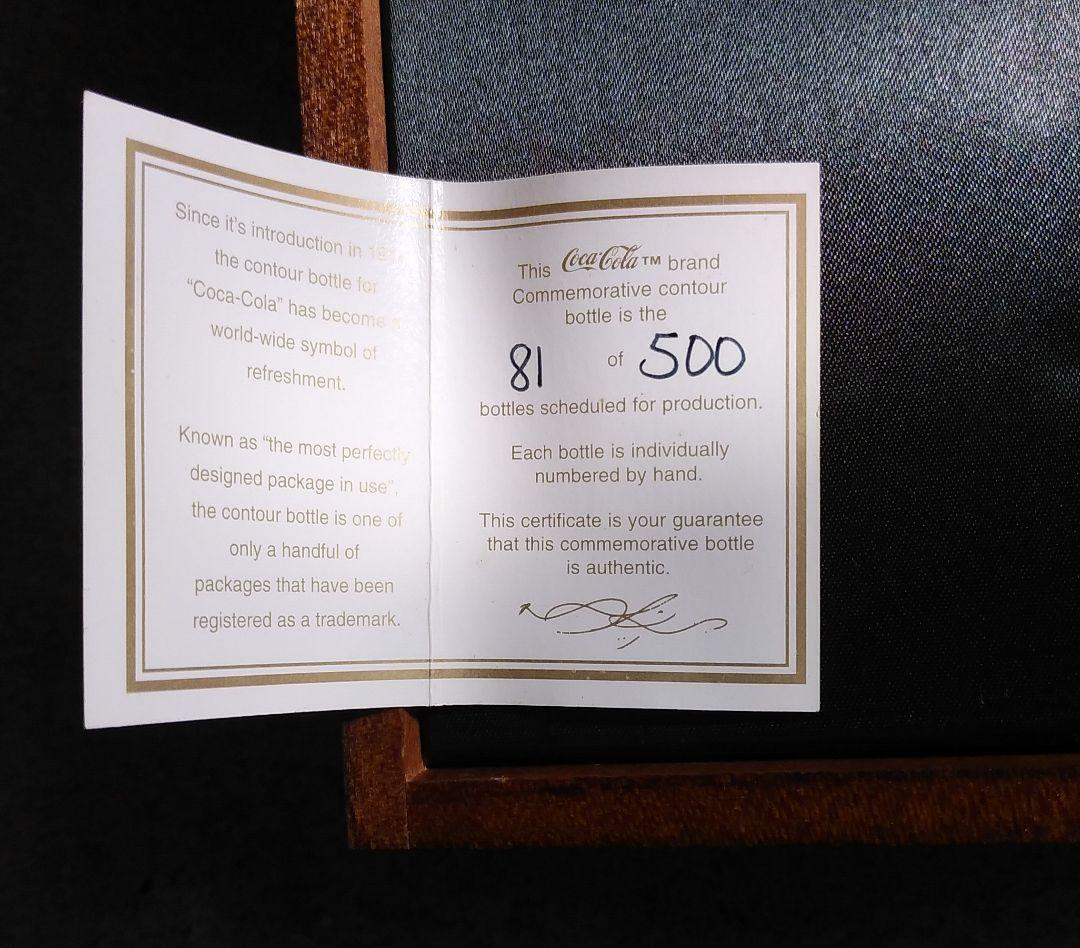 Since it's introduction in
the contour bottle for
"Coca-Cola" has become a
world-wide symbol of
refreshment.
Known as "the most perfectly
designed package in use",
the contour bottle is one of
only a handful of
packages that have been
registered as a trademark.
This Coca-Cola™ brand
Commemorative contour
bottle is the
81 of 500
bottles scheduled for production.
Each bottle is individually
numbered by hand.
This certificate is your guarantee
that this commemorative bottle
is authentic.